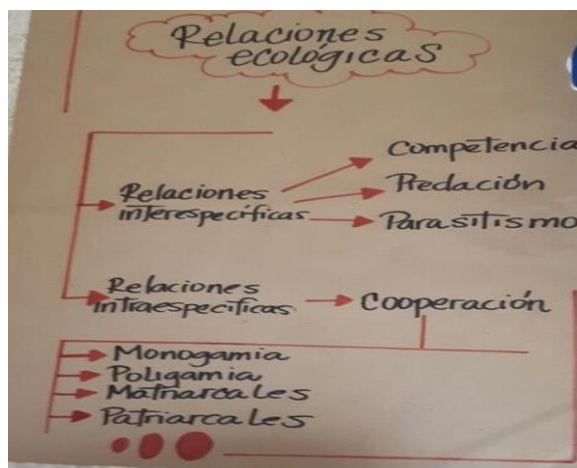 Relaciones
ecológicas
Competencia
Relaciones
interespecíficas
Predación
Parasitismo
Relaciones
intraespecíficas
Cooperación
Monogamia
Poligamia
Matriarcales
Patriarcales